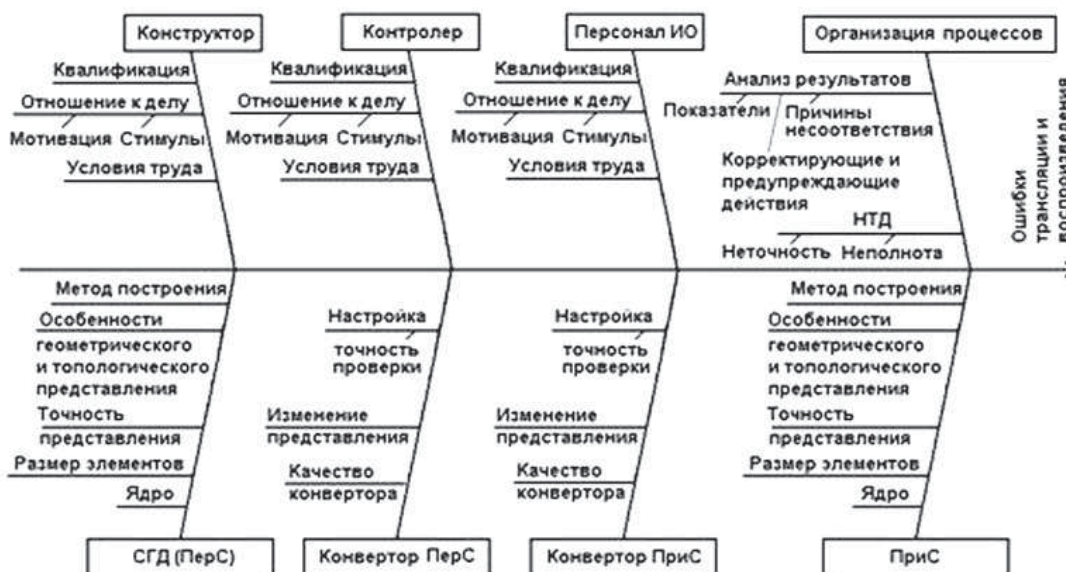 Конструктор
Контролер
Персонал ИО
Организация процессов
Квалификация
Отношение к делу
Мотивация Стимулы
Условия труда
Квалификация
Отношение к делу
Мотивация Стимулы
Условия труда
Квалификация
Отношение к делу
Мотивация Стимулы
Условия труда
Анализ результатов
Показатели
Причины
несоответствия
Корректирующие и
предупреждающие
действия
НТД
Неточность
Неполнота
Ошибки
трансляции и
воспроизведения
Метод построения
Особенности
геометрического
и топологического
представления
Точность
представления
Размер элементов
Ядро
Настройка
точность
проверки
Изменение
представления
Качество
конвертора
Настройка
точность
проверки
Изменение
представления
Качество
конвертора
Метод построения
Особенности
геометрического
и топологического
представления
Точность
представления
Размер элементов
Ядро
СГД (ПерС)
Конвертор ПерС
Конвертор ПриС
ПриС